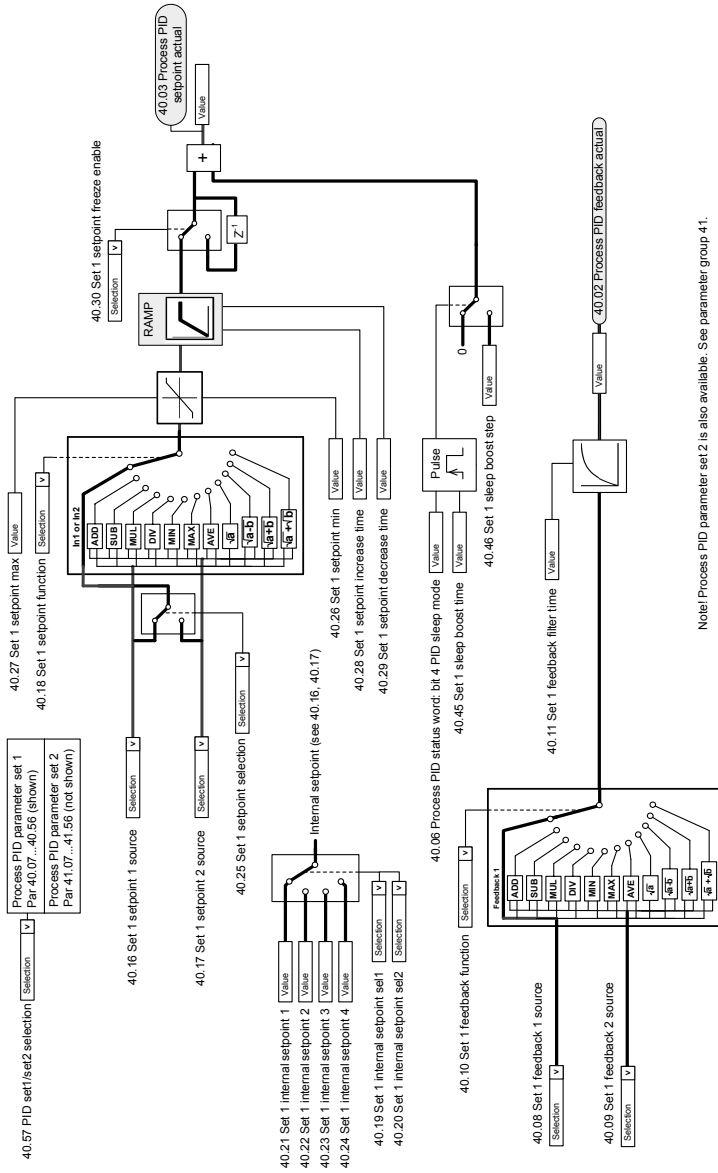 40.57 PID set1/set2 selection
Selection
v
Process PID parameter set 1
Par 40.07...40.56 (shown)
Process PID parameter set 2
Par 41.07...41.56 (not shown)
40.27 Set 1 setpoint max
Value
40.18 Set 1 setpoint function
Selection
v
40.16 Set 1 setpoint 1 source
Selection
v
40.17 Set 1 setpoint 2 source
Selection
v
40.25 Set 1 setpoint selection
Selection
v
In1 or In2
ADD
SUB
MUL
DIV
MIN
MAX
AVE
√a
√a-b
√a+b
√a +√b
RAMP
40.30 Set 1 setpoint freeze enable
Selection
v
Z-1
+
40.03 Process PID
setpoint actual
Value
40.26 Set 1 setpoint min
Value
40.28 Set 1 setpoint increase time
Value
40.29 Set 1 setpoint decrease time
Value
40.21 Set 1 internal setpoint 1
Value
40.22 Set 1 internal setpoint 2
Value
40.23 Set 1 internal setpoint 3
Value
40.24 Set 1 internal setpoint 4
Value
Internal setpoint (see 40.16, 40.17)
40.19 Set 1 internal setpoint sel1
Selection
v
40.20 Set 1 internal setpoint sel2
Selection
v
40.06 Process PID status word: bit 4 PID sleep mode
Value
40.45 Set 1 sleep boost time
Value
Pulse
0
Value
40.46 Set 1 sleep boost step
40.10 Set 1 feedback function
Selection
v
40.11 Set 1 feedback filter time
Value
40.08 Set 1 feedback 1 source
Selection
v
40.09 Set 1 feedback 2 source
Selection
v
Feedback 1
ADD
SUB
MUL
DIV
MIN
MAX
AVE
√a
√a-b
√a+b
√a +√b
Value
40.02 Process PID feedback actual
Note! Process PID parameter set 2 is also available. See parameter group 41.